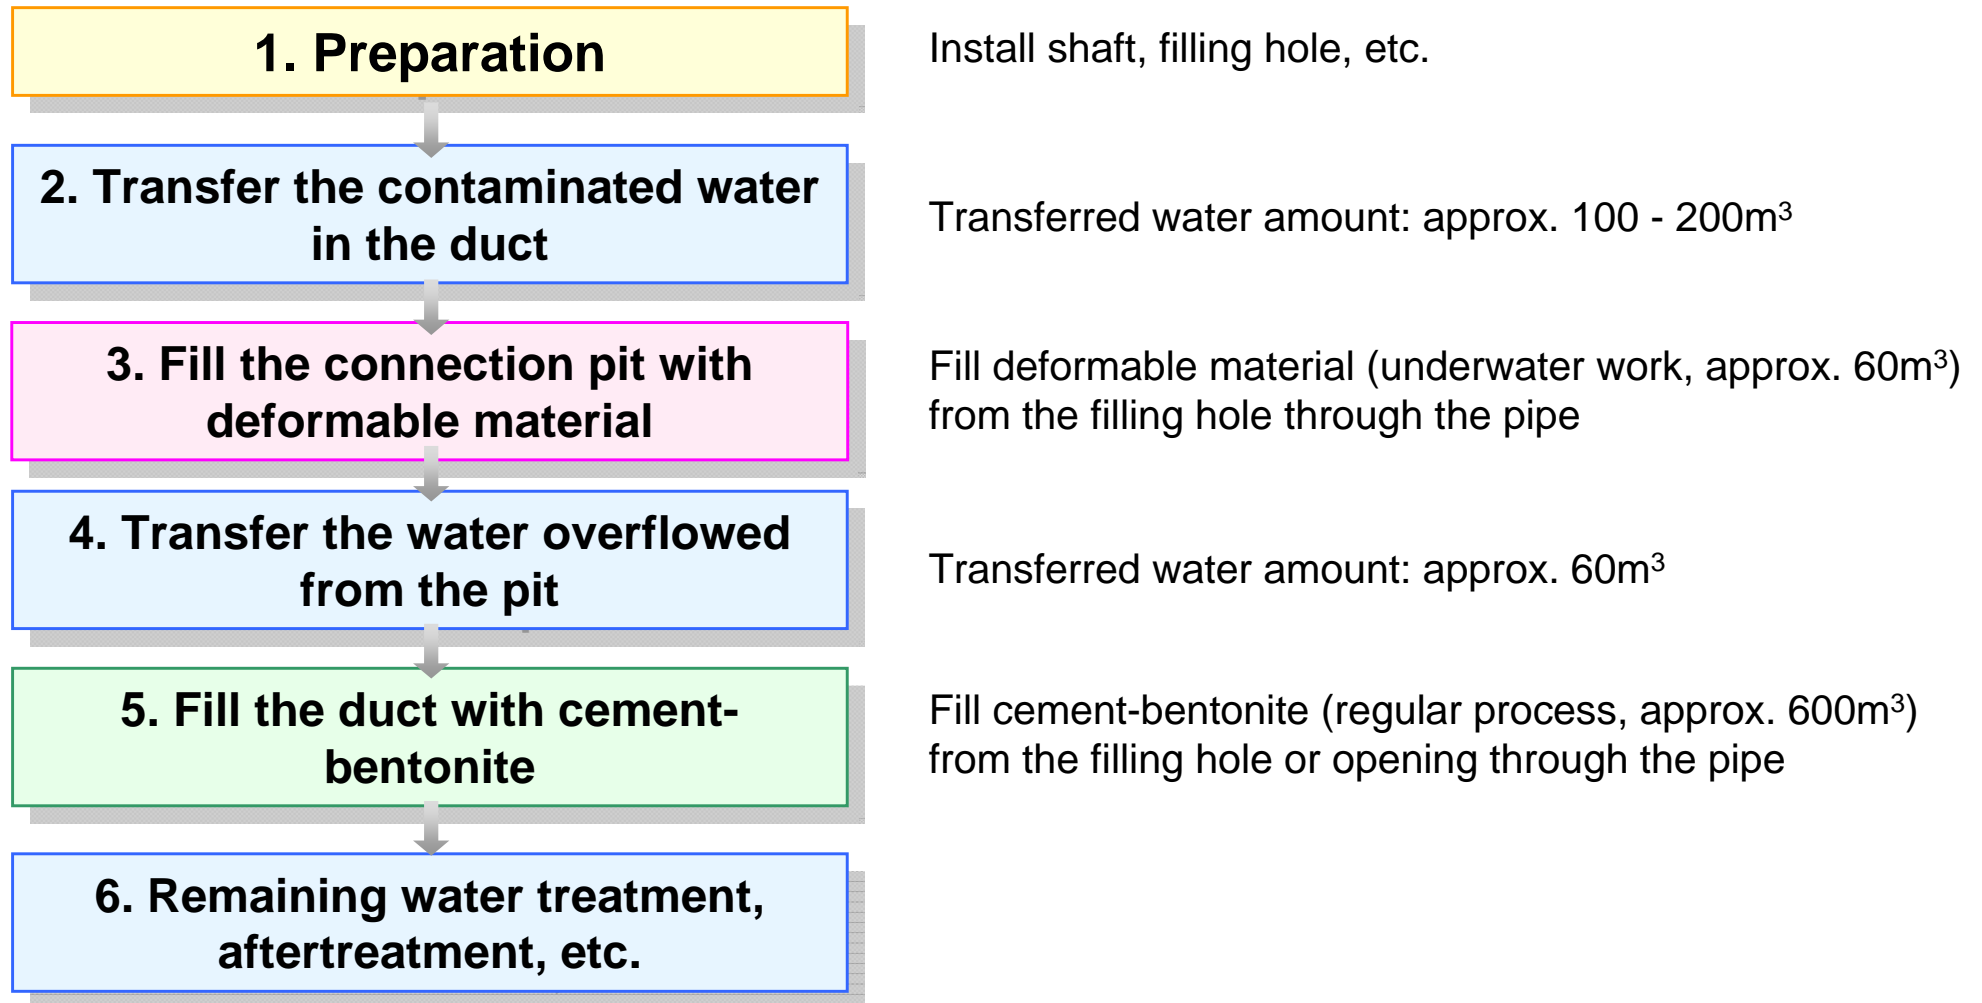 1. Preparation
Install shaft, filling hole, etc.
2. Transfer the contaminated water
in the duct
Transferred water amount: approx. 100 - 200m³
3. Fill the connection pit with
deformable material
Fill deformable material (underwater work, approx. 60m³)
from the filling hole through the pipe
4. Transfer the water overflowed
from the pit
Transferred water amount: approx. 60m³
5. Fill the duct with cement-
bentonite
Fill cement-bentonite (regular process, approx. 600m³)
from the filling hole or opening through the pipe
6. Remaining water treatment,
aftertreatment, etc.